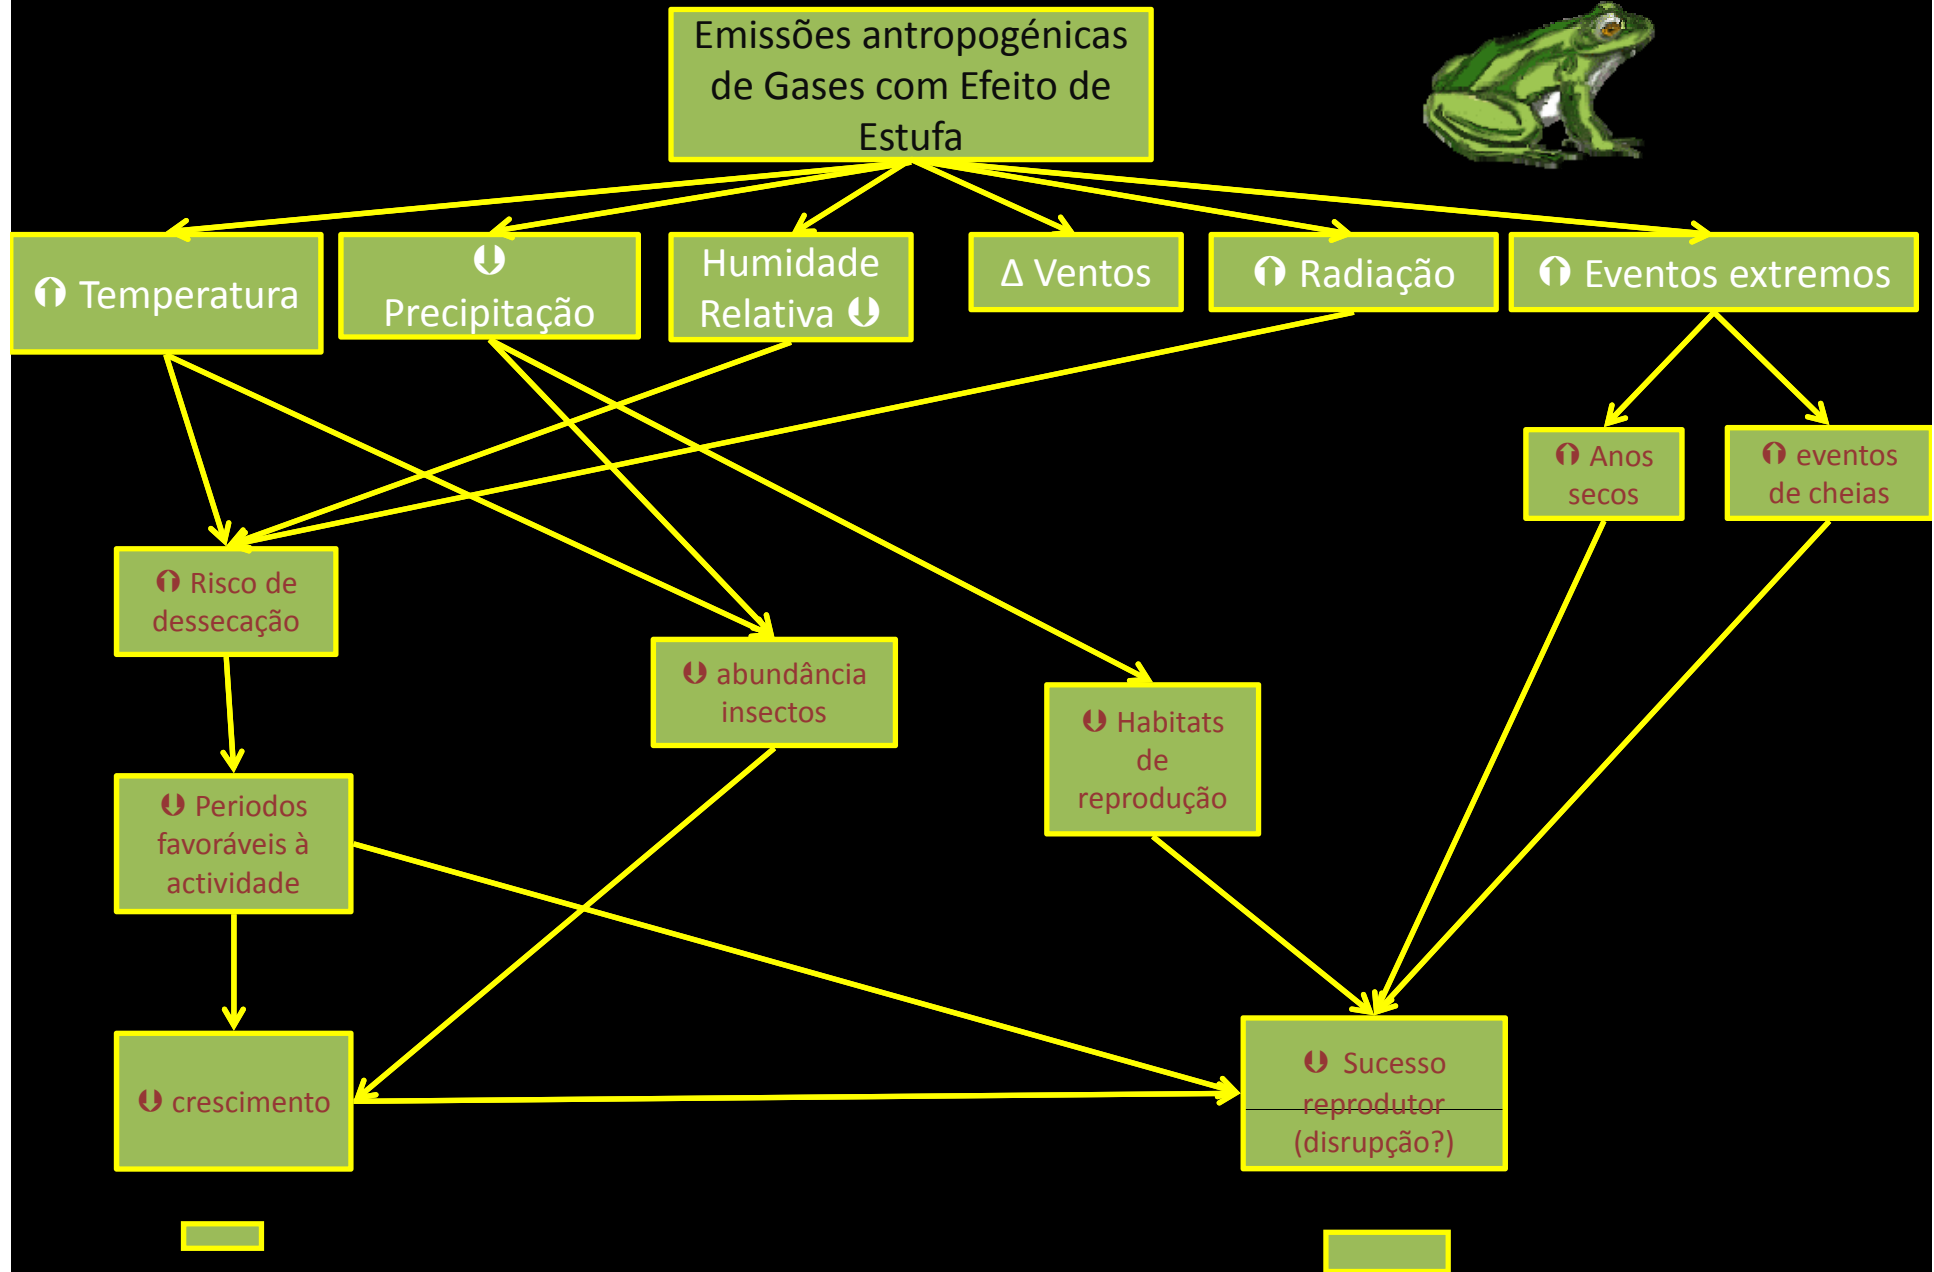 Emissões antropogénicas
de Gases com Efeito de
Estufa
⬆ Temperatura
⬇
Precipitação
Humidade
Relativa ⬇
Δ Ventos
⬆ Radiação
⬆ Eventos extremos
⬆ Anos
secos
⬆ eventos
de cheias
⬆ Risco de
dessecação
⬇ abundância
insectos
⬇ Habitats
de
reprodução
⬇ Periodos
favoráveis à
actividade
⬇ crescimento
⬇ Sucesso
reprodutor
(disrupção?)